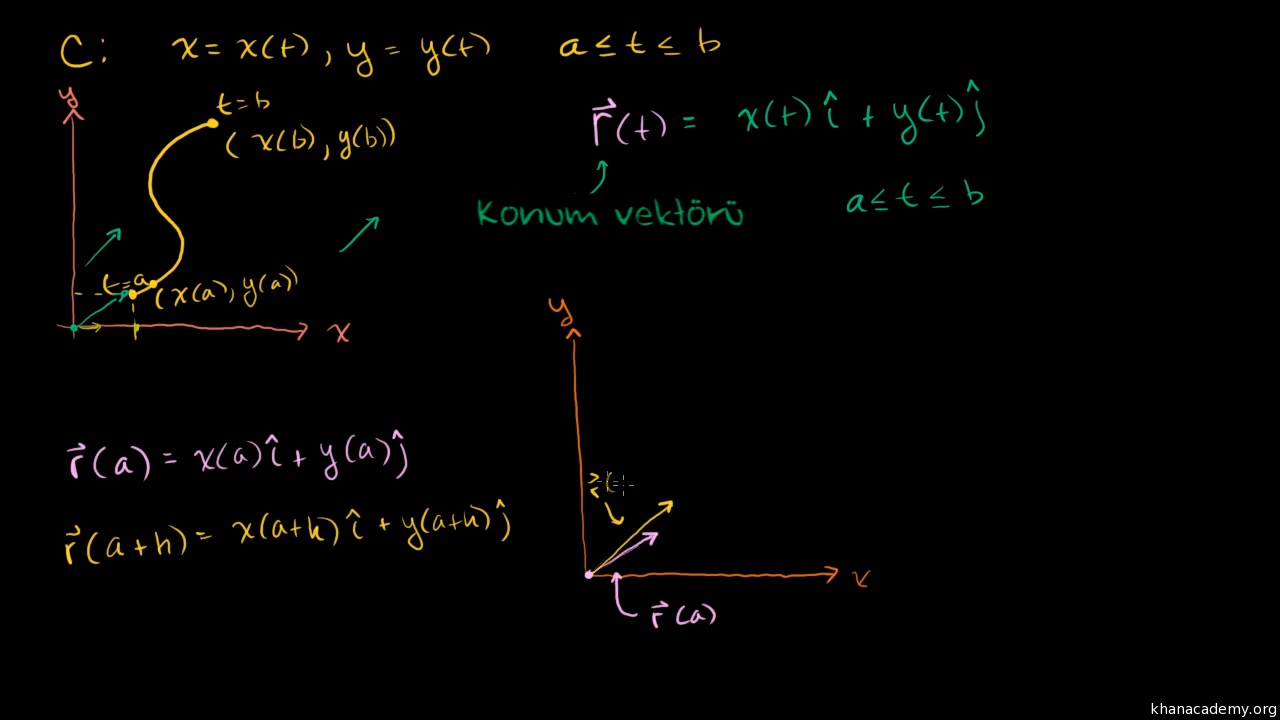 C: x = x(t), y = y(t) a ≤ t ≤ b
y
t = b
(x(b), y(b))
r⃗(t) = x(t)î + y(t)ĵ
a ≤ t ≤ b
Konum vektörü
t = a
(x(a), y(a))
x
y
r⃗(a) = x(a)î + y(a)ĵ
r⃗(a+h) = x(a+h)î + y(a+h)ĵ
x
r⃗(a)
khanacademy.org